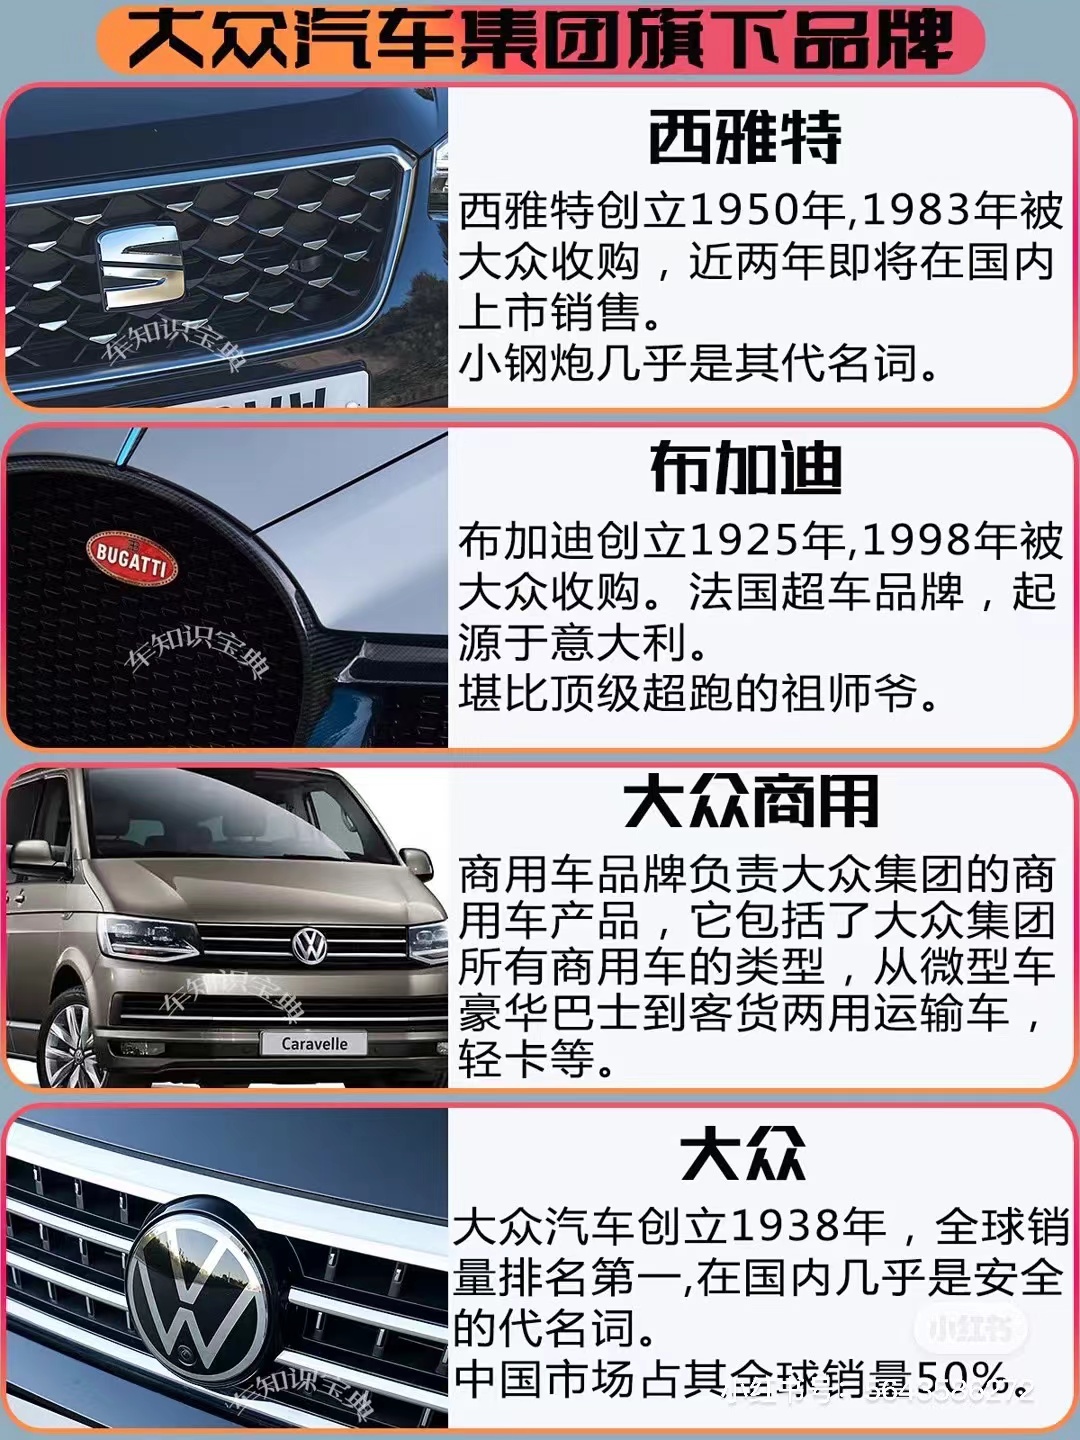 大众汽车集团旗下品牌
西雅特
西雅特创立1950年,1983年被
大众收购，近两年即将在国内
上市销售。
小钢炮几乎是其代名词。
车知识宝典
布加迪
BUGATTI
布加迪创立1925年,1998年被
大众收购。法国超车品牌，起
源于意大利。
堪比顶级超跑的祖师爷。
车知识宝典
大众商用
商用车品牌负责大众集团的商
用车产品，它包括了大众集团
所有商用车的类型，从微型车
豪华巴士到客货两用运输车，
轻卡等。
车知识宝典
Caravelle
大众
大众汽车创立1938年，全球销
量排名第一,在国内几乎是安全
的代名词。
中国市场占其全球销量50%。
车知识宝典
小红书